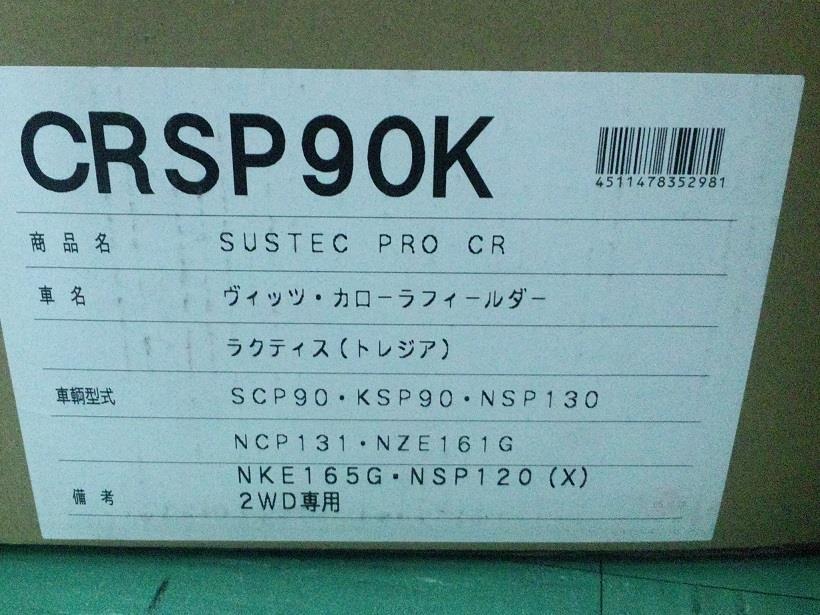 CRSP90K
4511478352981
商品名 SUSTEC PRO CR
車名 ヴィッツ・カローラフィールダー
ラクティス(トレジア)
車輌型式 SCP90・KSP90・NSP130
NCP131・NZE161G
NKE165G・NSP120(X)
備考 2WD専用